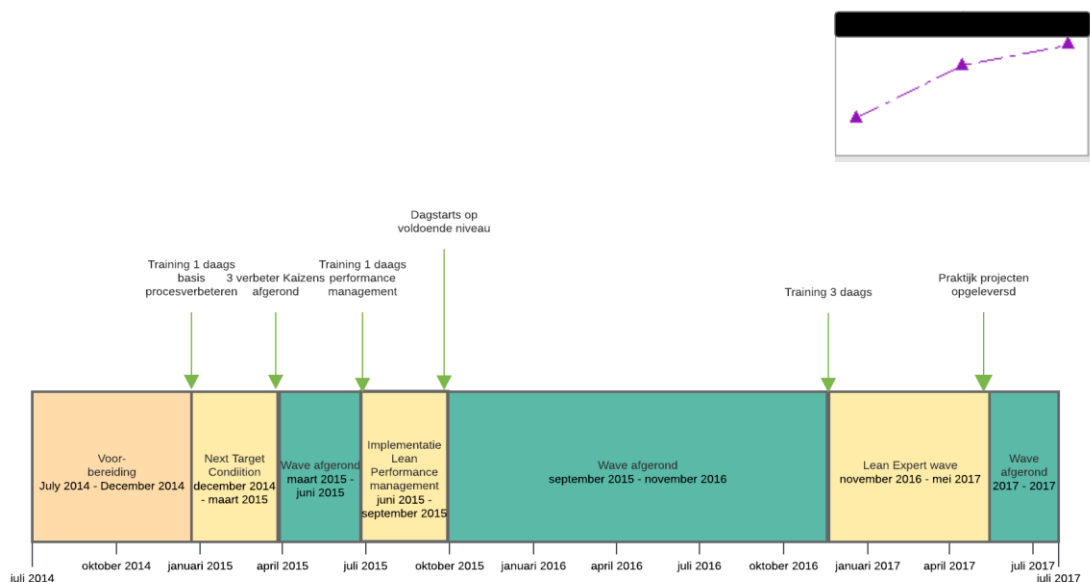 Dagstarts op
voldoende niveau
Training 1 daags
basis
procesverbeteren
3 verbeter Kaizens
afgerond
Training 1 daags
performance
management
Training 3 daags
Praktijk projecten
opgeleversd
Voor-
bereiding
July 2014 - December 2014
Next Target
Condiition
december 2014
- maart 2015
Wave afgerond
maart 2015 -
juni 2015
Implementatie
Lean
Performance
management
juni 2015 -
september 2015
Wave afgerond
september 2015 - november 2016
Lean Expert wave
november 2016 - mei 2017
Wave
afgerond
2017 - 2017
juli 2014
oktober 2014
januari 2015
april 2015
juli 2015
oktober 2015
januari 2016
april 2016
juli 2016
oktober 2016
januari 2017
april 2017
juli 2017
juli 2017